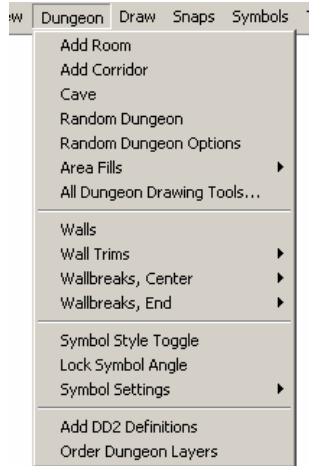 ew Dungeon Draw Snaps Symbols
Add Room
Add Corridor
Cave
Random Dungeon
Random Dungeon Options
Area Fills
All Dungeon Drawing Tools...
Walls
Wall Trims
Wallbreaks, Center
Wallbreaks, End
Symbol Style Toggle
Lock Symbol Angle
Symbol Settings
Add DD2 Definitions
Order Dungeon Layers